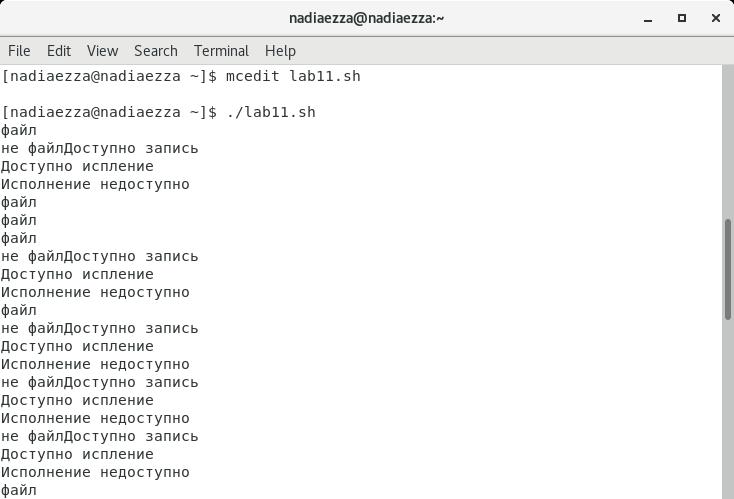 nadiaezza@nadiaezza:~
File Edit View Search Terminal Help
[nadiaezza@nadiaezza ~]$ mcedit lab11.sh
[nadiaezza@nadiaezza ~]$ ./lab11.sh
файл
не файлДоступно запись
Доступно испление
Исполнение недоступно
файл
файл
файл
не файлДоступно запись
Доступно испление
Исполнение недоступно
файл
не файлДоступно запись
Доступно испление
Исполнение недоступно
не файлДоступно запись
Доступно испление
Исполнение недоступно
не файлДоступно запись
Доступно испление
Исполнение недоступно
файл